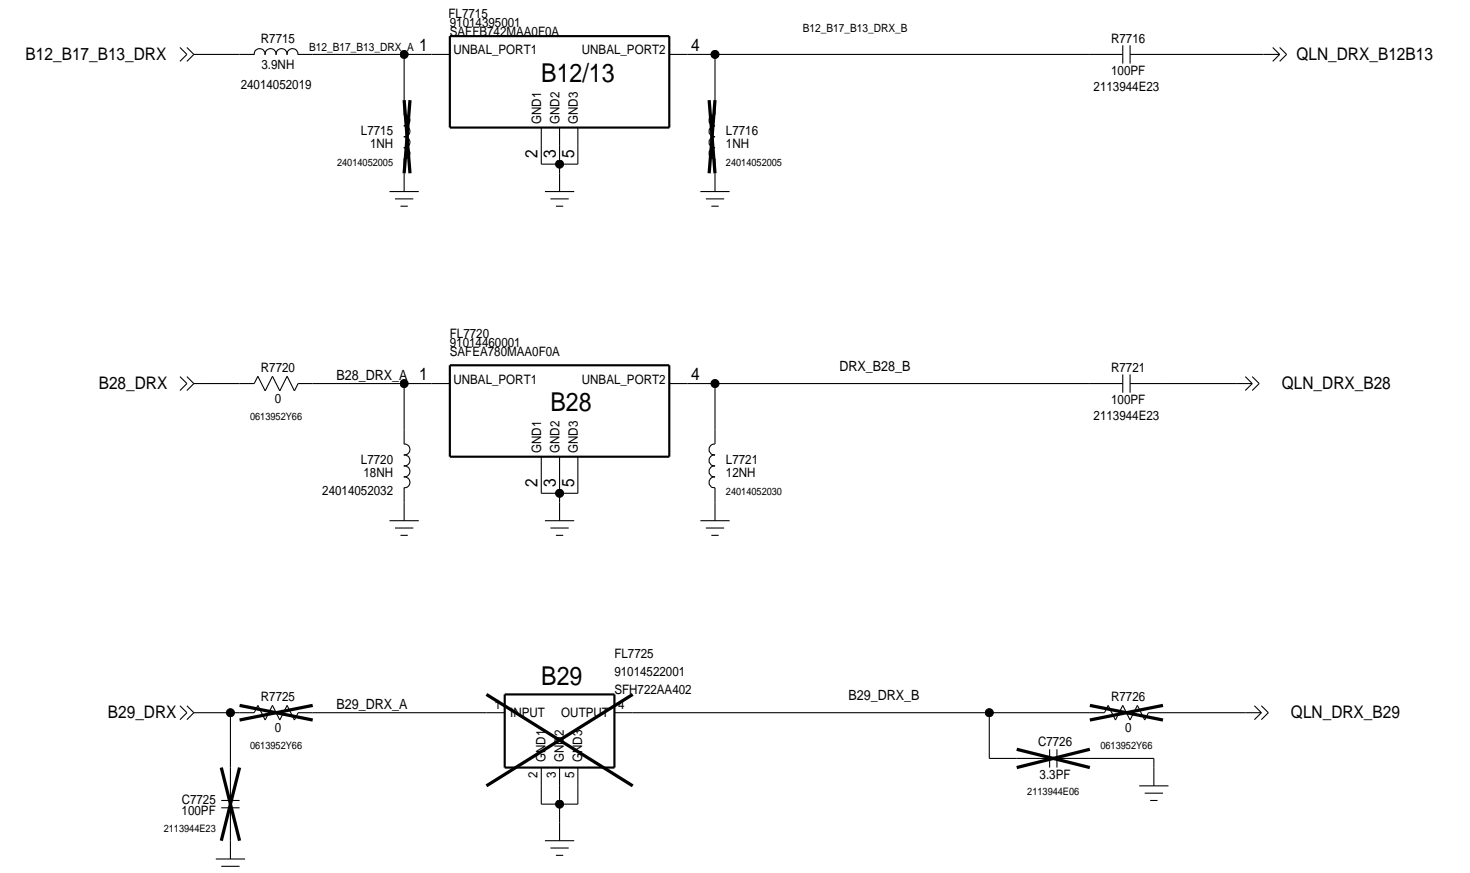 FL7715
91014395001
SAFFB742MAA0F0A
B12_B17_B13_DRX
R7715
3.9NH
24014052019
B12_B17_B13_DRX_A
1
UNBAL_PORT1
UNBAL_PORT2
4
B12/13
GND1
GND2
GND3
2
3
5
B12_B17_B13_DRX_B
R7716
100PF
2113944E23
QLN_DRX_B12B13
L7715
1NH
24014052005
L7716
1NH
24014052005
FL7720
91014460001
SAFEA780MAA0F0A
B28_DRX
R7720
0
0613952Y66
B28_DRX_A
1
UNBAL_PORT1
UNBAL_PORT2
4
B28
GND1
GND2
GND3
2
3
5
DRX_B28_B
R7721
100PF
2113944E23
QLN_DRX_B28
L7720
18NH
24014052032
L7721
12NH
24014052030
B29
FL7725
91014522001
SFH722AA402
B29_DRX
R7725
0
0613952Y66
B29_DRX_A
1
INPUT
OUTPUT
4
GND1
GND2
GND3
2
3
5
B29_DRX_B
R7726
0
0613952Y66
QLN_DRX_B29
C7726
3.3PF
2113944E06
C7725
100PF
2113944E23